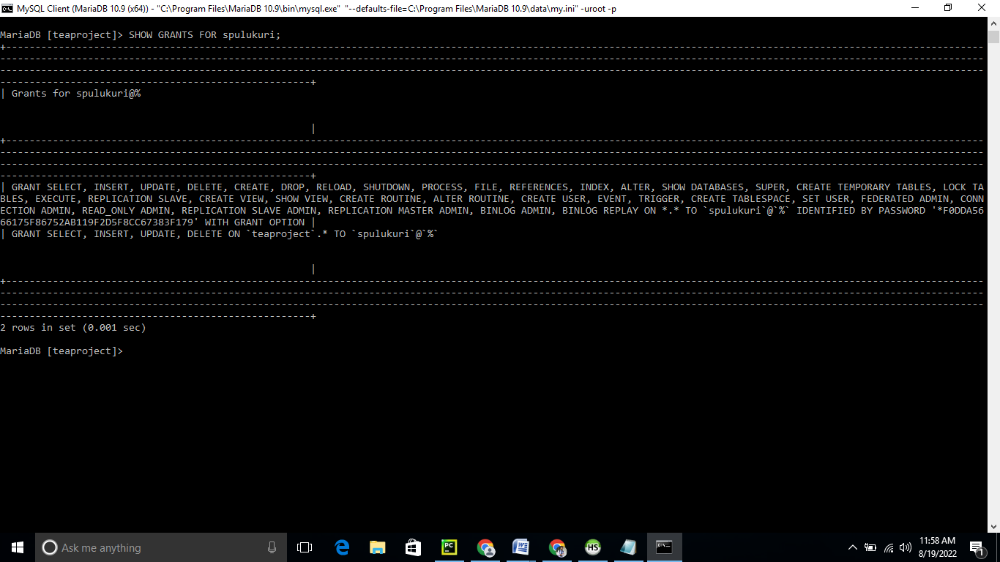 MySQL Client (MariaDB 10.9 (x64)) - "C:\Program Files\MariaDB 10.9\bin\mysql.exe" "--defaults-file=C:\Program Files\MariaDB 10.9\data\my.ini" -uroot -p
MariaDB [teaproject]> SHOW GRANTS FOR spulukuri;
| Grants for spulukuri@%
|
| GRANT SELECT, INSERT, UPDATE, DELETE, CREATE, DROP, RELOAD, SHUTDOWN, PROCESS, FILE, REFERENCES, INDEX, ALTER, SHOW DATABASES, SUPER, CREATE TEMPORARY TABLES, LOCK TA
BLES, EXECUTE, REPLICATION SLAVE, CREATE VIEW, SHOW VIEW, CREATE ROUTINE, ALTER ROUTINE, CREATE USER, EVENT, TRIGGER, CREATE TABLESPACE, SET USER, FEDERATED ADMIN, CONN
ECTION ADMIN, READ_ONLY ADMIN, REPLICATION SLAVE ADMIN, REPLICATION MASTER ADMIN, BINLOG ADMIN, BINLOG REPLAY ON *.* TO `spulukuri`@`%` IDENTIFIED BY PASSWORD '*F0DDA56
66175F86752AB119F2D5F8CC67383F179' WITH GRANT OPTION |
| GRANT SELECT, INSERT, UPDATE, DELETE ON `teaproject`.* TO `spulukuri`@`%`
|
2 rows in set (0.001 sec)
MariaDB [teaproject]>
Ask me anything
PC
W
HS
11:58 AM
8/19/2022
1